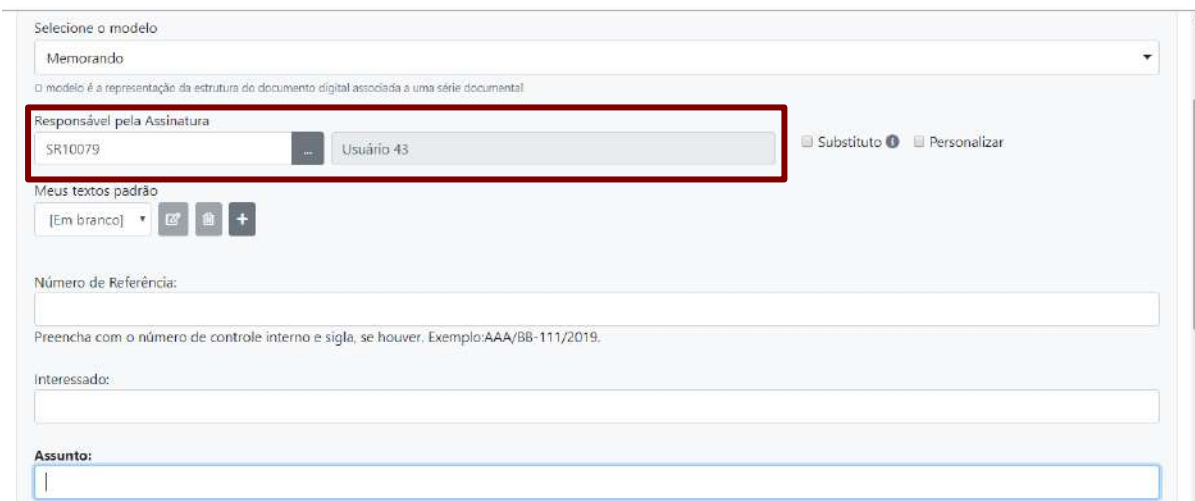 Selecione o modelo
Memorando
O modelo é a representação da estrutura do documento digital associada a uma série documental
Responsável pela Assinatura
SR10079 ... Usuário 43 Substituto Personalizar
Meus textos padrão
[Em branco]
Número de Referência:
Preencha com o número de controle interno e sigla, se houver. Exemplo:AAA/BB-111/2019.
Interessado:
Assunto: